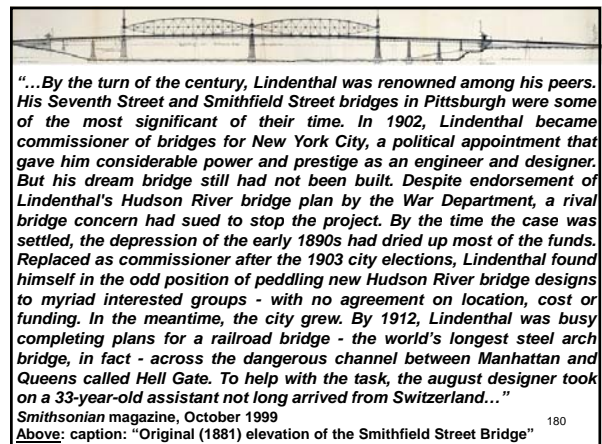 “…By the turn of the century, Lindenthal was renowned among his peers.
His Seventh Street and Smithfield Street bridges in Pittsburgh were some
of the most significant of their time. In 1902, Lindenthal became
commissioner of bridges for New York City, a political appointment that
gave him considerable power and prestige as an engineer and designer.
But his dream bridge still had not been built. Despite endorsement of
Lindenthal's Hudson River bridge plan by the War Department, a rival
bridge concern had sued to stop the project. By the time the case was
settled, the depression of the early 1890s had dried up most of the funds.
Replaced as commissioner after the 1903 city elections, Lindenthal found
himself in the odd position of peddling new Hudson River bridge designs
to myriad interested groups - with no agreement on location, cost or
funding. In the meantime, the city grew. By 1912, Lindenthal was busy
completing plans for a railroad bridge - the world’s longest steel arch
bridge, in fact - across the dangerous channel between Manhattan and
Queens called Hell Gate. To help with the task, the august designer took
on a 33-year-old assistant not long arrived from Switzerland…”
Smithsonian magazine, October 1999
Above: caption: “Original (1881) elevation of the Smithfield Street Bridge”
180